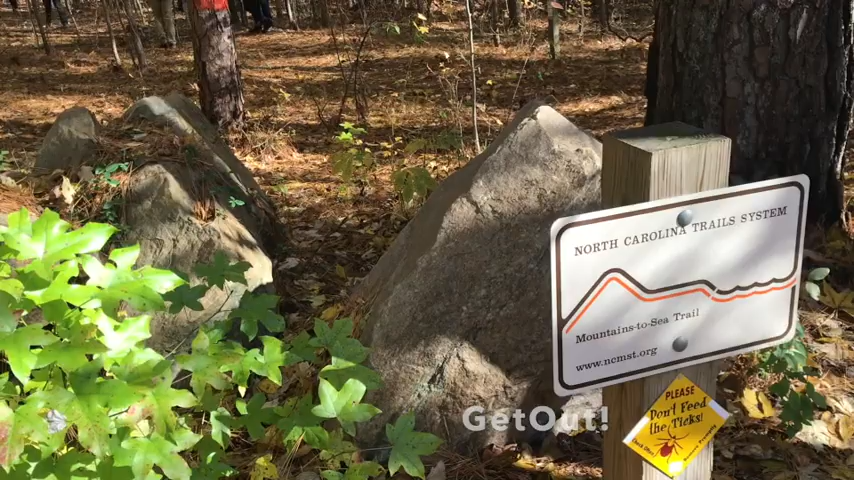 NORTH CAROLINA TRAILS SYSTEM
Mountains-to-Sea Trail
www.ncmst.org
GetOut!
PLEASE
Don't Feed
the Ticks!